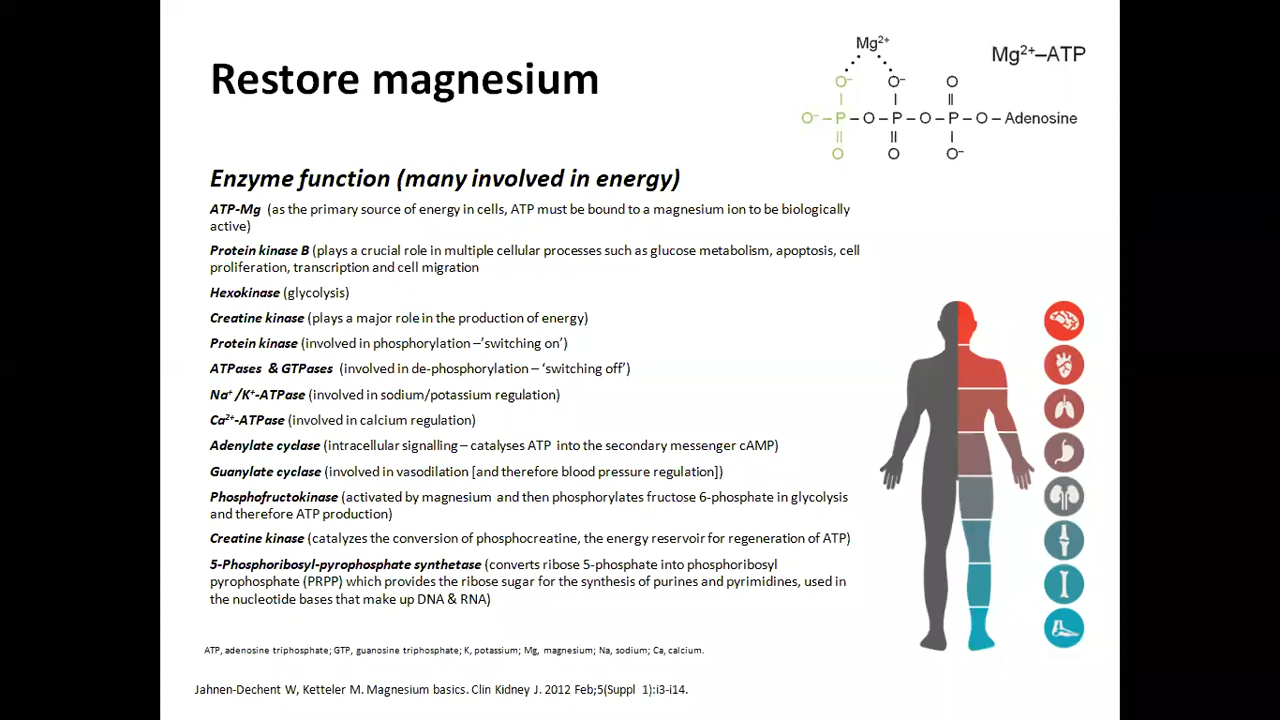 Restore magnesium
Mg²⁺
Mg²⁺–ATP
O⁻ O⁻ O
O⁻ – P – O – P – O – P – O – Adenosine
O O O⁻
Enzyme function (many involved in energy)
ATP-Mg (as the primary source of energy in cells, ATP must be bound to a magnesium ion to be biologically
active)
Protein kinase B (plays a crucial role in multiple cellular processes such as glucose metabolism, apoptosis, cell
proliferation, transcription and cell migration
Hexokinase (glycolysis)
Creatine kinase (plays a major role in the production of energy)
Protein kinase (involved in phosphorylation –‘switching on’)
ATPases & GTPases (involved in de-phosphorylation – ‘switching off’)
Na⁺ /K⁺-ATPase (involved in sodium/potassium regulation)
Ca²⁺-ATPase (involved in calcium regulation)
Adenylate cyclase (intracellular signalling – catalyses ATP into the secondary messenger cAMP)
Guanylate cyclase (involved in vasodilation [and therefore blood pressure regulation])
Phosphofructokinase (activated by magnesium and then phosphorylates fructose 6-phosphate in glycolysis
and therefore ATP production)
Creatine kinase (catalyzes the conversion of phosphocreatine, the energy reservoir for regeneration of ATP)
5-Phosphoribosyl-pyrophosphate synthetase (converts ribose 5-phosphate into phosphoribosyl
pyrophosphate (PRPP) which provides the ribose sugar for the synthesis of purines and pyrimidines, used in
the nucleotide bases that make up DNA & RNA)
ATP, adenosine triphosphate; GTP, guanosine triphosphate; K, potassium; Mg, magnesium; Na, sodium; Ca, calcium.
Jahnen-Dechent W, Ketteler M. Magnesium basics. Clin Kidney J. 2012 Feb;5(Suppl 1):i3-i14.